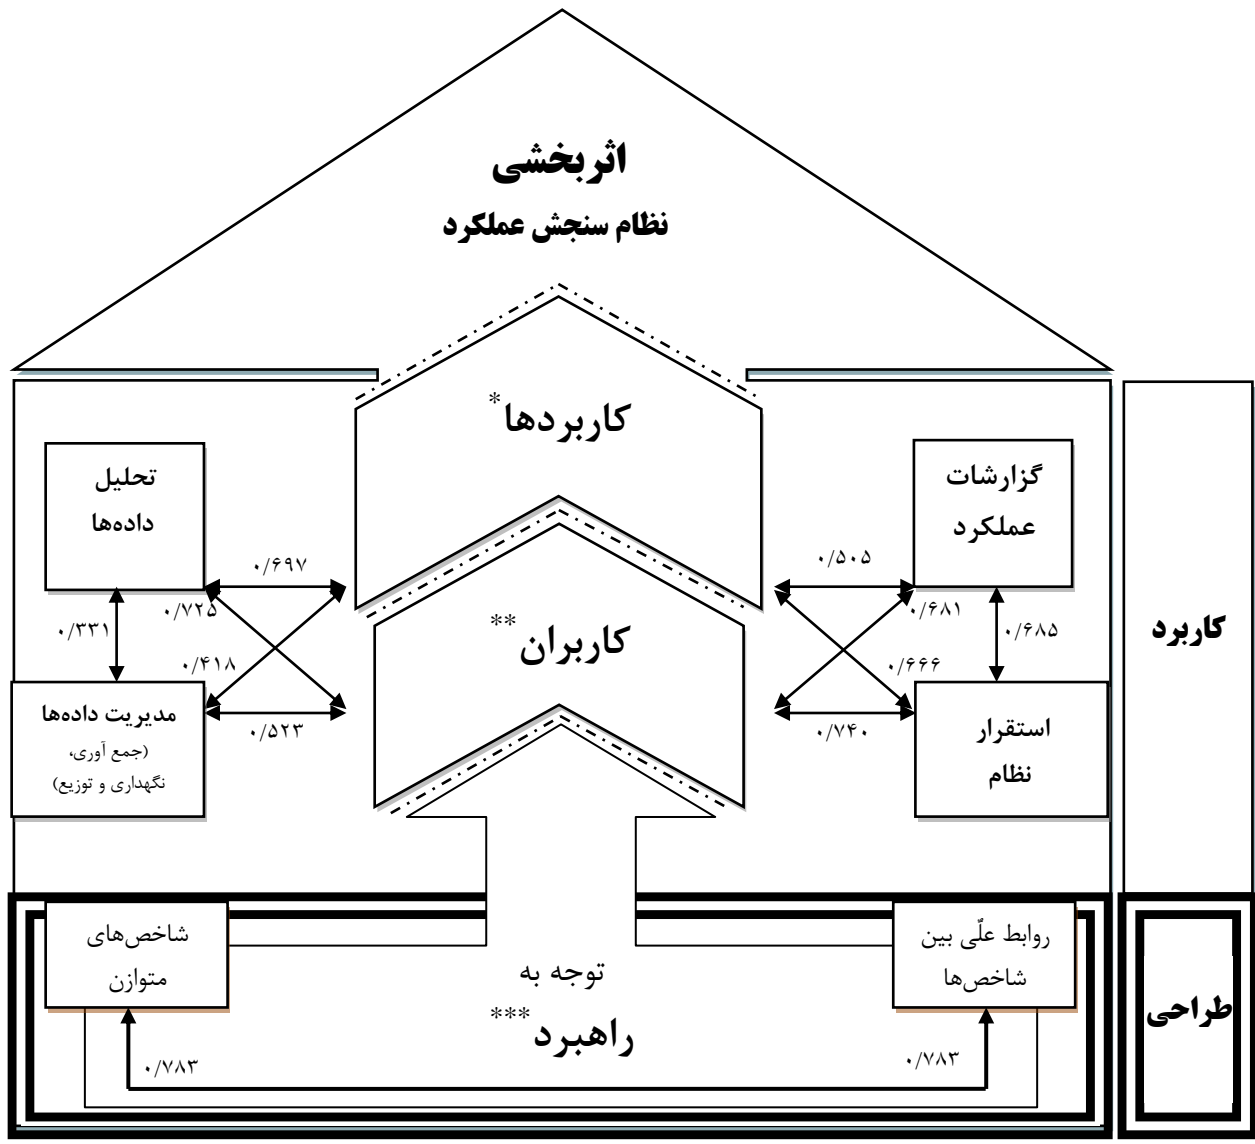 اثربخشی
نظام سنجش عملکرد
کاربردها*
گزارشات
عملکرد
تحلیل
داده‌ها
۰/۵۰۵
۰/۶۹۷
۰/۶۸۱
۰/۷۲۵
۰/۶۸۵
۰/۳۳۱
کاربران**
۰/۶۶۶
۰/۴۱۸
۰/۷۴۰
۰/۵۲۳
استقرار
نظام
مدیریت داده‌ها
(جمع آوری،
نگهداری و توزیع)
کاربرد
روابط علّی بین
شاخص‌ها
شاخص‌های
متوازن
توجه به
راهبرد***
۰/۷۸۳
۰/۷۸۳
طراحی